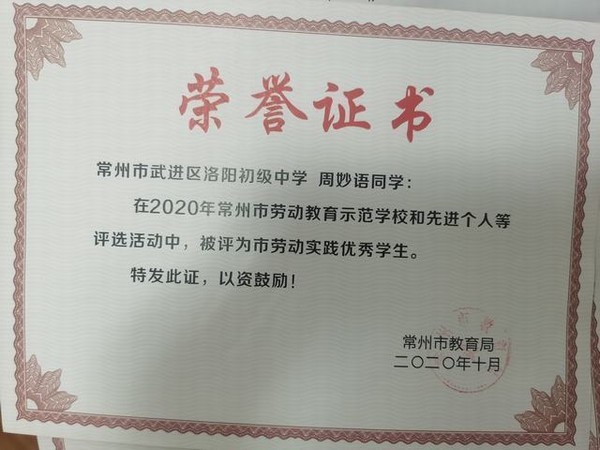 荣誉证书
常州市武进区洛阳初级中学 周妙语同学：
在2020年常州市劳动教育示范学校和先进个人等
评选活动中，被评为市劳动实践优秀学生。
特发此证，以资鼓励！
常州市教育局
二〇二〇年十月